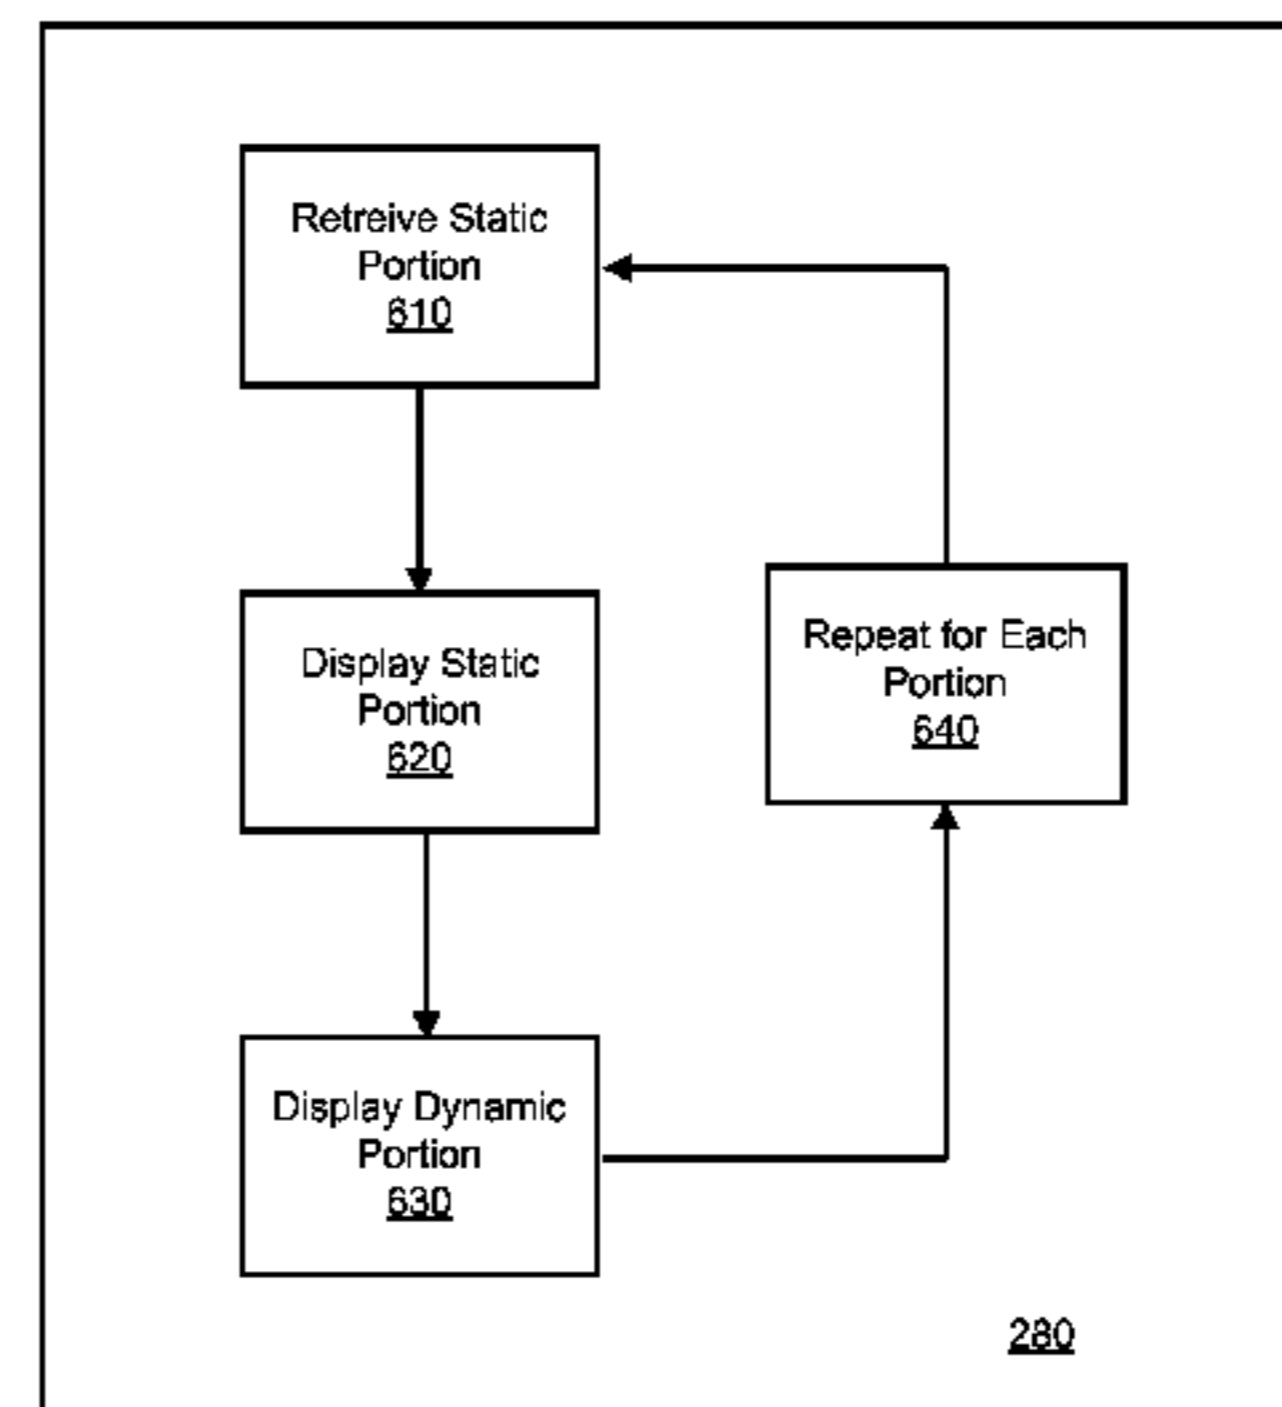 Retreive Static
Portion
610
Display Static
Portion
620
Repeat for Each
Portion
640
Display Dynamic
Portion
630
280